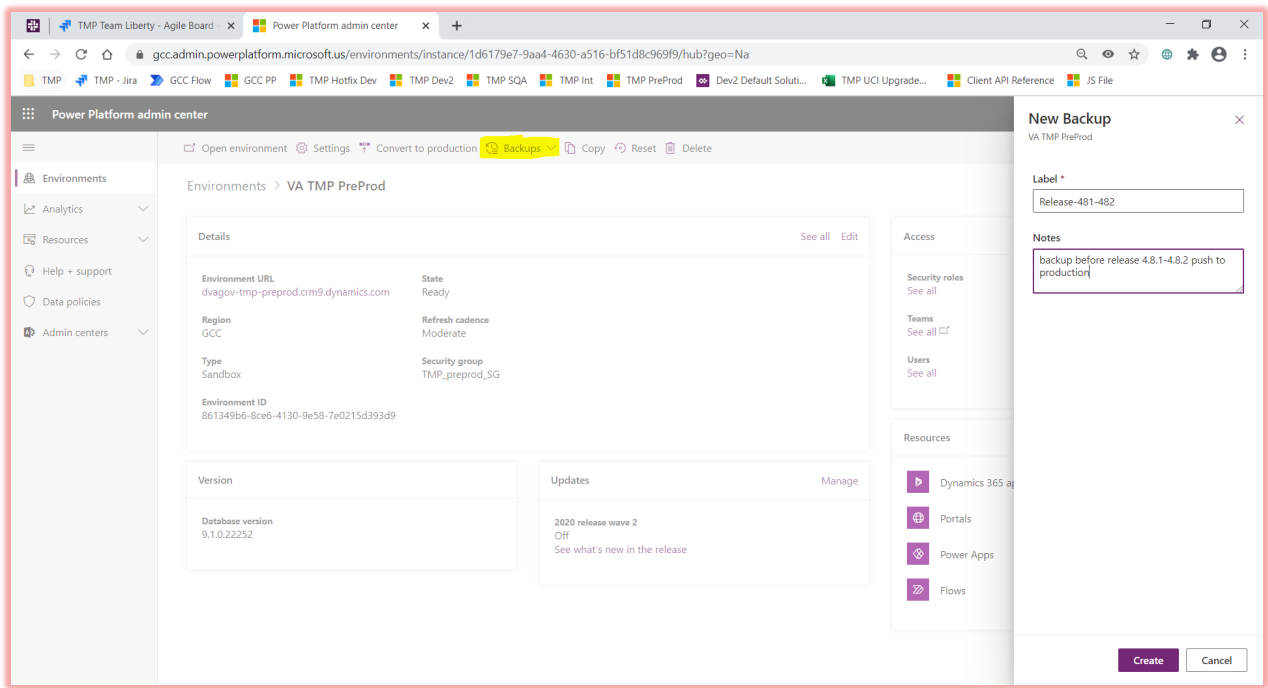 TMP Team Liberty - Agile Board -
Power Platform admin center
gcc.admin.powerplatform.microsoft.us/environments/instance/1d6179e7-9aa4-4630-a516-bf51d8c969f9/hub?geo=Na
TMP
TMP - Jira
GCC Flow
GCC PP
TMP Hotfix Dev
TMP Dev2
TMP SQA
TMP Int
TMP PreProd
Dev2 Default Soluti...
TMP UCI Upgrade...
Client API Reference
JS File
Power Platform admin center
Open environment
Settings
Convert to production
Backups
Copy
Reset
Delete
Environments
Analytics
Resources
Help + support
Data policies
Admin centers
Environments > VA TMP PreProd
Details
See all
Edit
Environment URL
dvagov-tmp-preprod.crm9.dynamics.com
State
Ready
Region
GCC
Refresh cadence
Moderate
Type
Sandbox
Security group
TMP_preprod_SG
Environment ID
861349b6-8ce6-4130-9e58-7e0215d393d9
Version
Database version
9.1.0.22252
Updates
Manage
2020 release wave 2
Off
See what's new in the release
Access
Security roles
See all
Teams
See all
Users
See all
Resources
Dynamics 365 ap
Portals
Power Apps
Flows
New Backup
VA TMP PreProd
Label *
Release-481-482
Notes
backup before release 4.8.1-4.8.2 push to
production
Create
Cancel